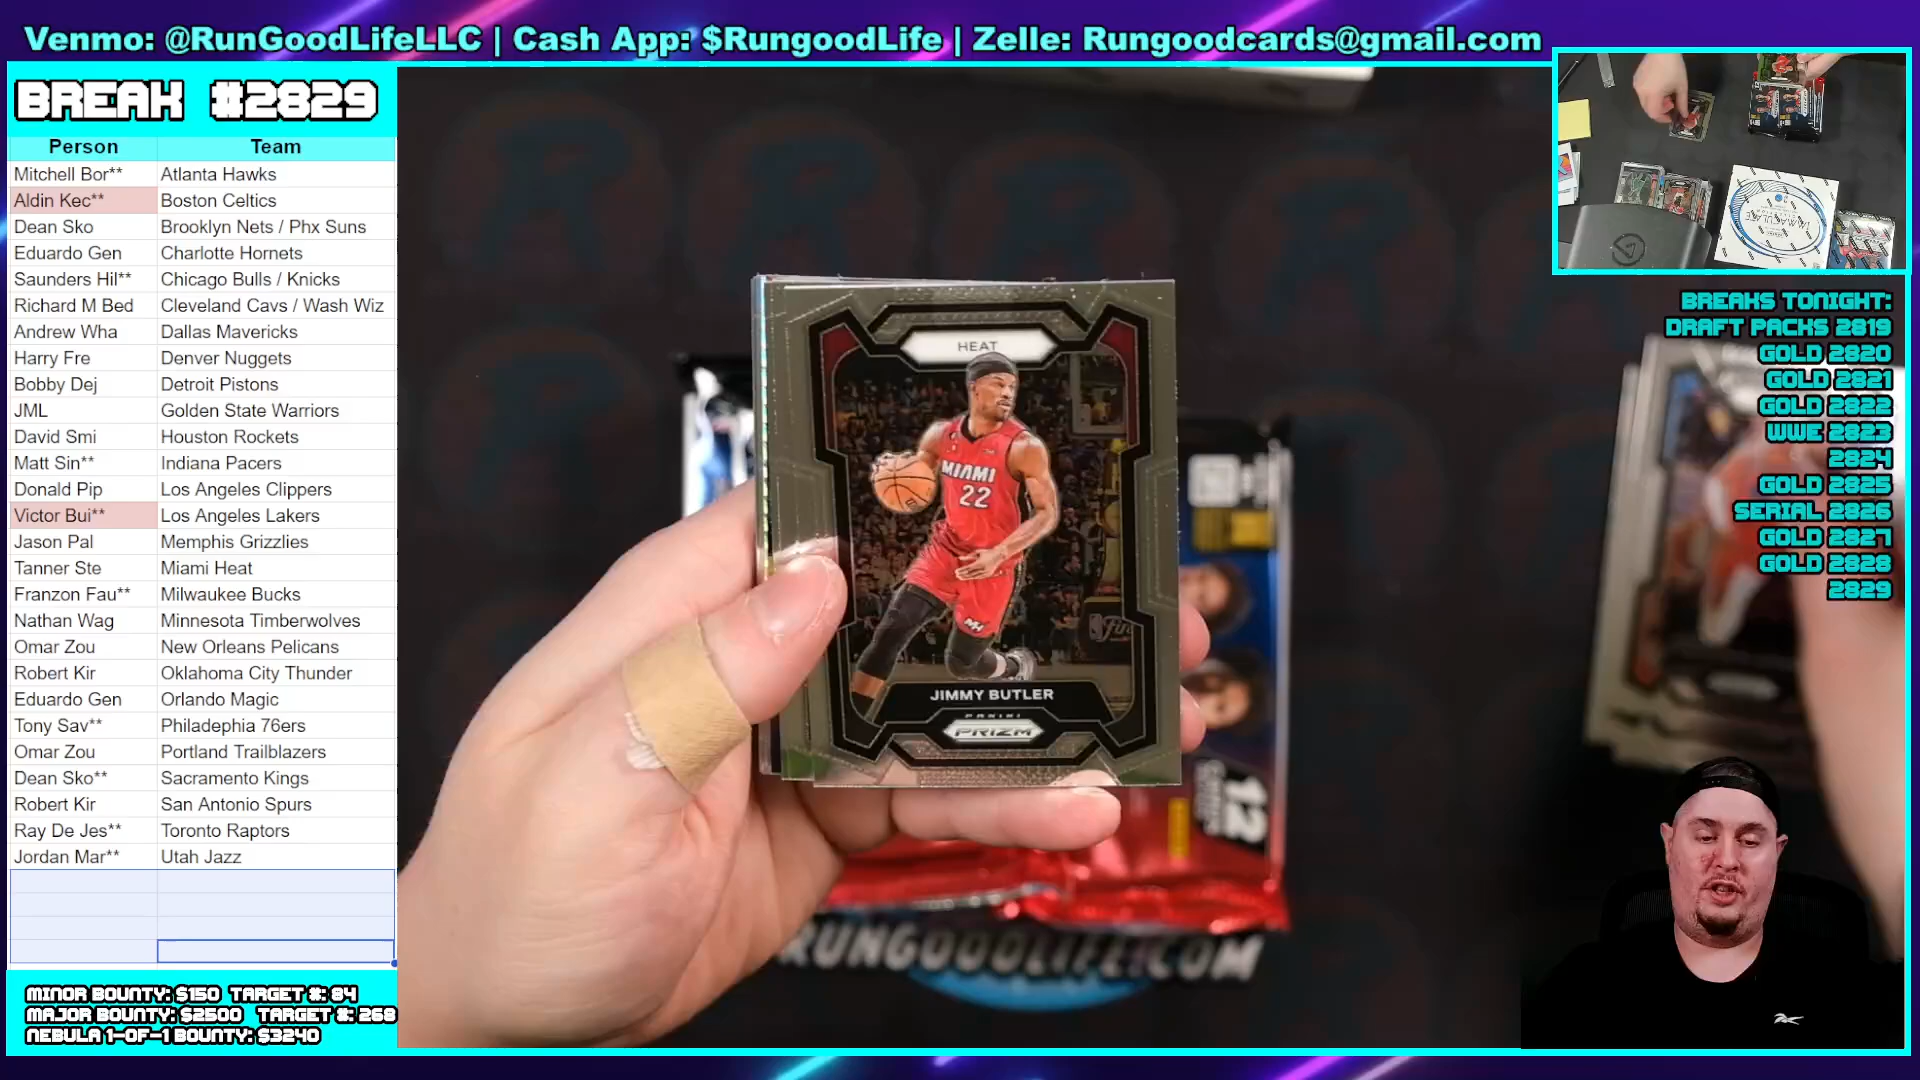 Venmo: @RunGoodLifeLLC | Cash App: $RungoodLife | Zelle: Rungoodcards@gmail.com
BREAK #2829
Person Team
Mitchell Bor** Atlanta Hawks
Aldin Kec** Boston Celtics
Dean Sko Brooklyn Nets / Phx Suns
Eduardo Gen Charlotte Hornets
Saunders Hil** Chicago Bulls / Knicks
Richard M Bed Cleveland Cavs / Wash Wiz
Andrew Wha Dallas Mavericks
Harry Fre Denver Nuggets
Bobby Dej Detroit Pistons
JML Golden State Warriors
David Smi Houston Rockets
Matt Sin** Indiana Pacers
Donald Pip Los Angeles Clippers
Victor Bui** Los Angeles Lakers
Jason Pal Memphis Grizzlies
Tanner Ste Miami Heat
Franzon Fau** Milwaukee Bucks
Nathan Wag Minnesota Timberwolves
Omar Zou New Orleans Pelicans
Robert Kir Oklahoma City Thunder
Eduardo Gen Orlando Magic
Tony Sav** Philadephia 76ers
Omar Zou Portland Trailblazers
Dean Sko** Sacramento Kings
Robert Kir San Antonio Spurs
Ray De Jes** Toronto Raptors
Jordan Mar** Utah Jazz
MINOR BOUNTY: $150 TARGET #: 84
MAJOR BOUNTY: $2500 TARGET #: 268
NEBULA 1-OF-1 BOUNTY: $3240
HEAT
MIAMI
22
JIMMY BUTLER
PANINI
PRIZM
12
RUNGOODLIFE.COM
IMMACULATE
BREAKS TONIGHT:
DRAFT PACKS 2819
GOLD 2820
GOLD 2821
GOLD 2822
WWE 2823
2824
GOLD 2825
SERIAL 2826
GOLD 2827
GOLD 2828
2829